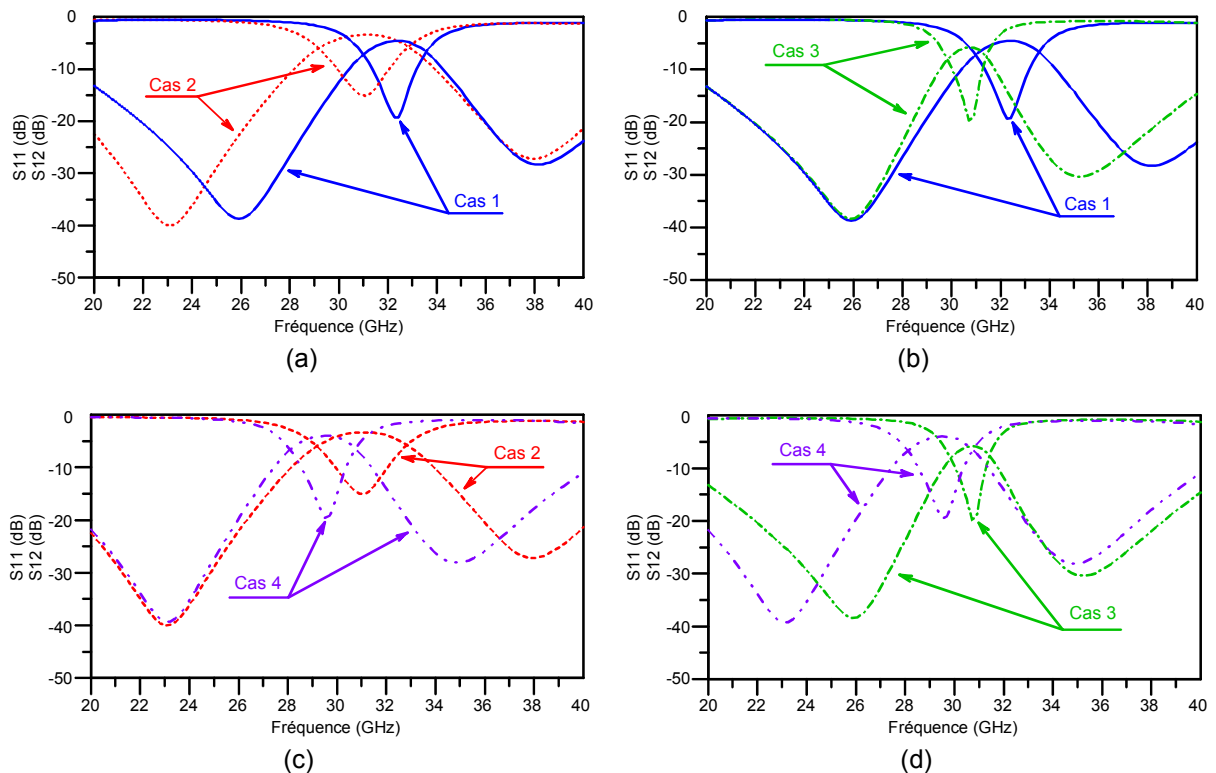 0
-10
-20
-30
-40
-50
S11 (dB)
S12 (dB)
Cas 2
Cas 1
20 22 24 26 28 30 32 34 36 38 40
Fréquence (GHz)
(a)
0
-10
-20
-30
-40
-50
S11 (dB)
S12 (dB)
Cas 3
Cas 1
20 22 24 26 28 30 32 34 36 38 40
Fréquence (GHz)
(b)
0
-10
-20
-30
-40
-50
S11 (dB)
S12 (dB)
Cas 2
Cas 4
20 22 24 26 28 30 32 34 36 38 40
Fréquence (GHz)
(c)
0
-10
-20
-30
-40
-50
S11 (dB)
S12 (dB)
Cas 4
Cas 3
20 22 24 26 28 30 32 34 36 38 40
Fréquence (GHz)
(d)